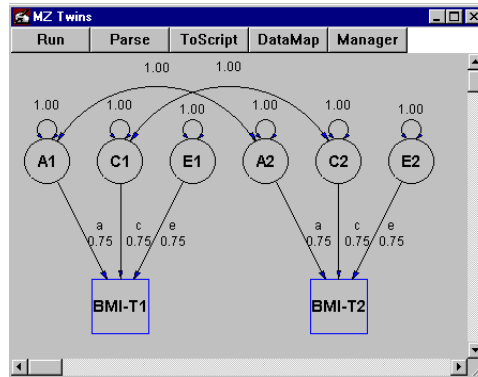 MZ Twins
Run Parse ToScript DataMap Manager
1.00 1.00
1.00 1.00 1.00 1.00 1.00 1.00
A1 C1 E1 A2 C2 E2
a c e a c e
0.75 0.75 0.75 0.75 0.75 0.75
BMI-T1 BMI-T2